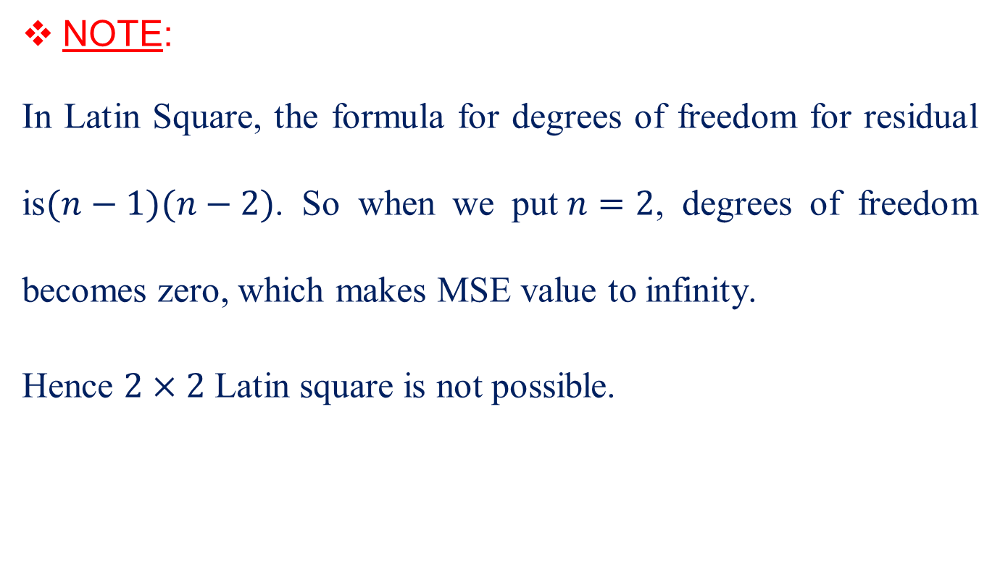 ❖ NOTE:
In Latin Square, the formula for degrees of freedom for residual
is(𝑛 − 1)(𝑛 − 2). So when we put 𝑛 = 2, degrees of freedom
becomes zero, which makes MSE value to infinity.
Hence 2 × 2 Latin square is not possible.